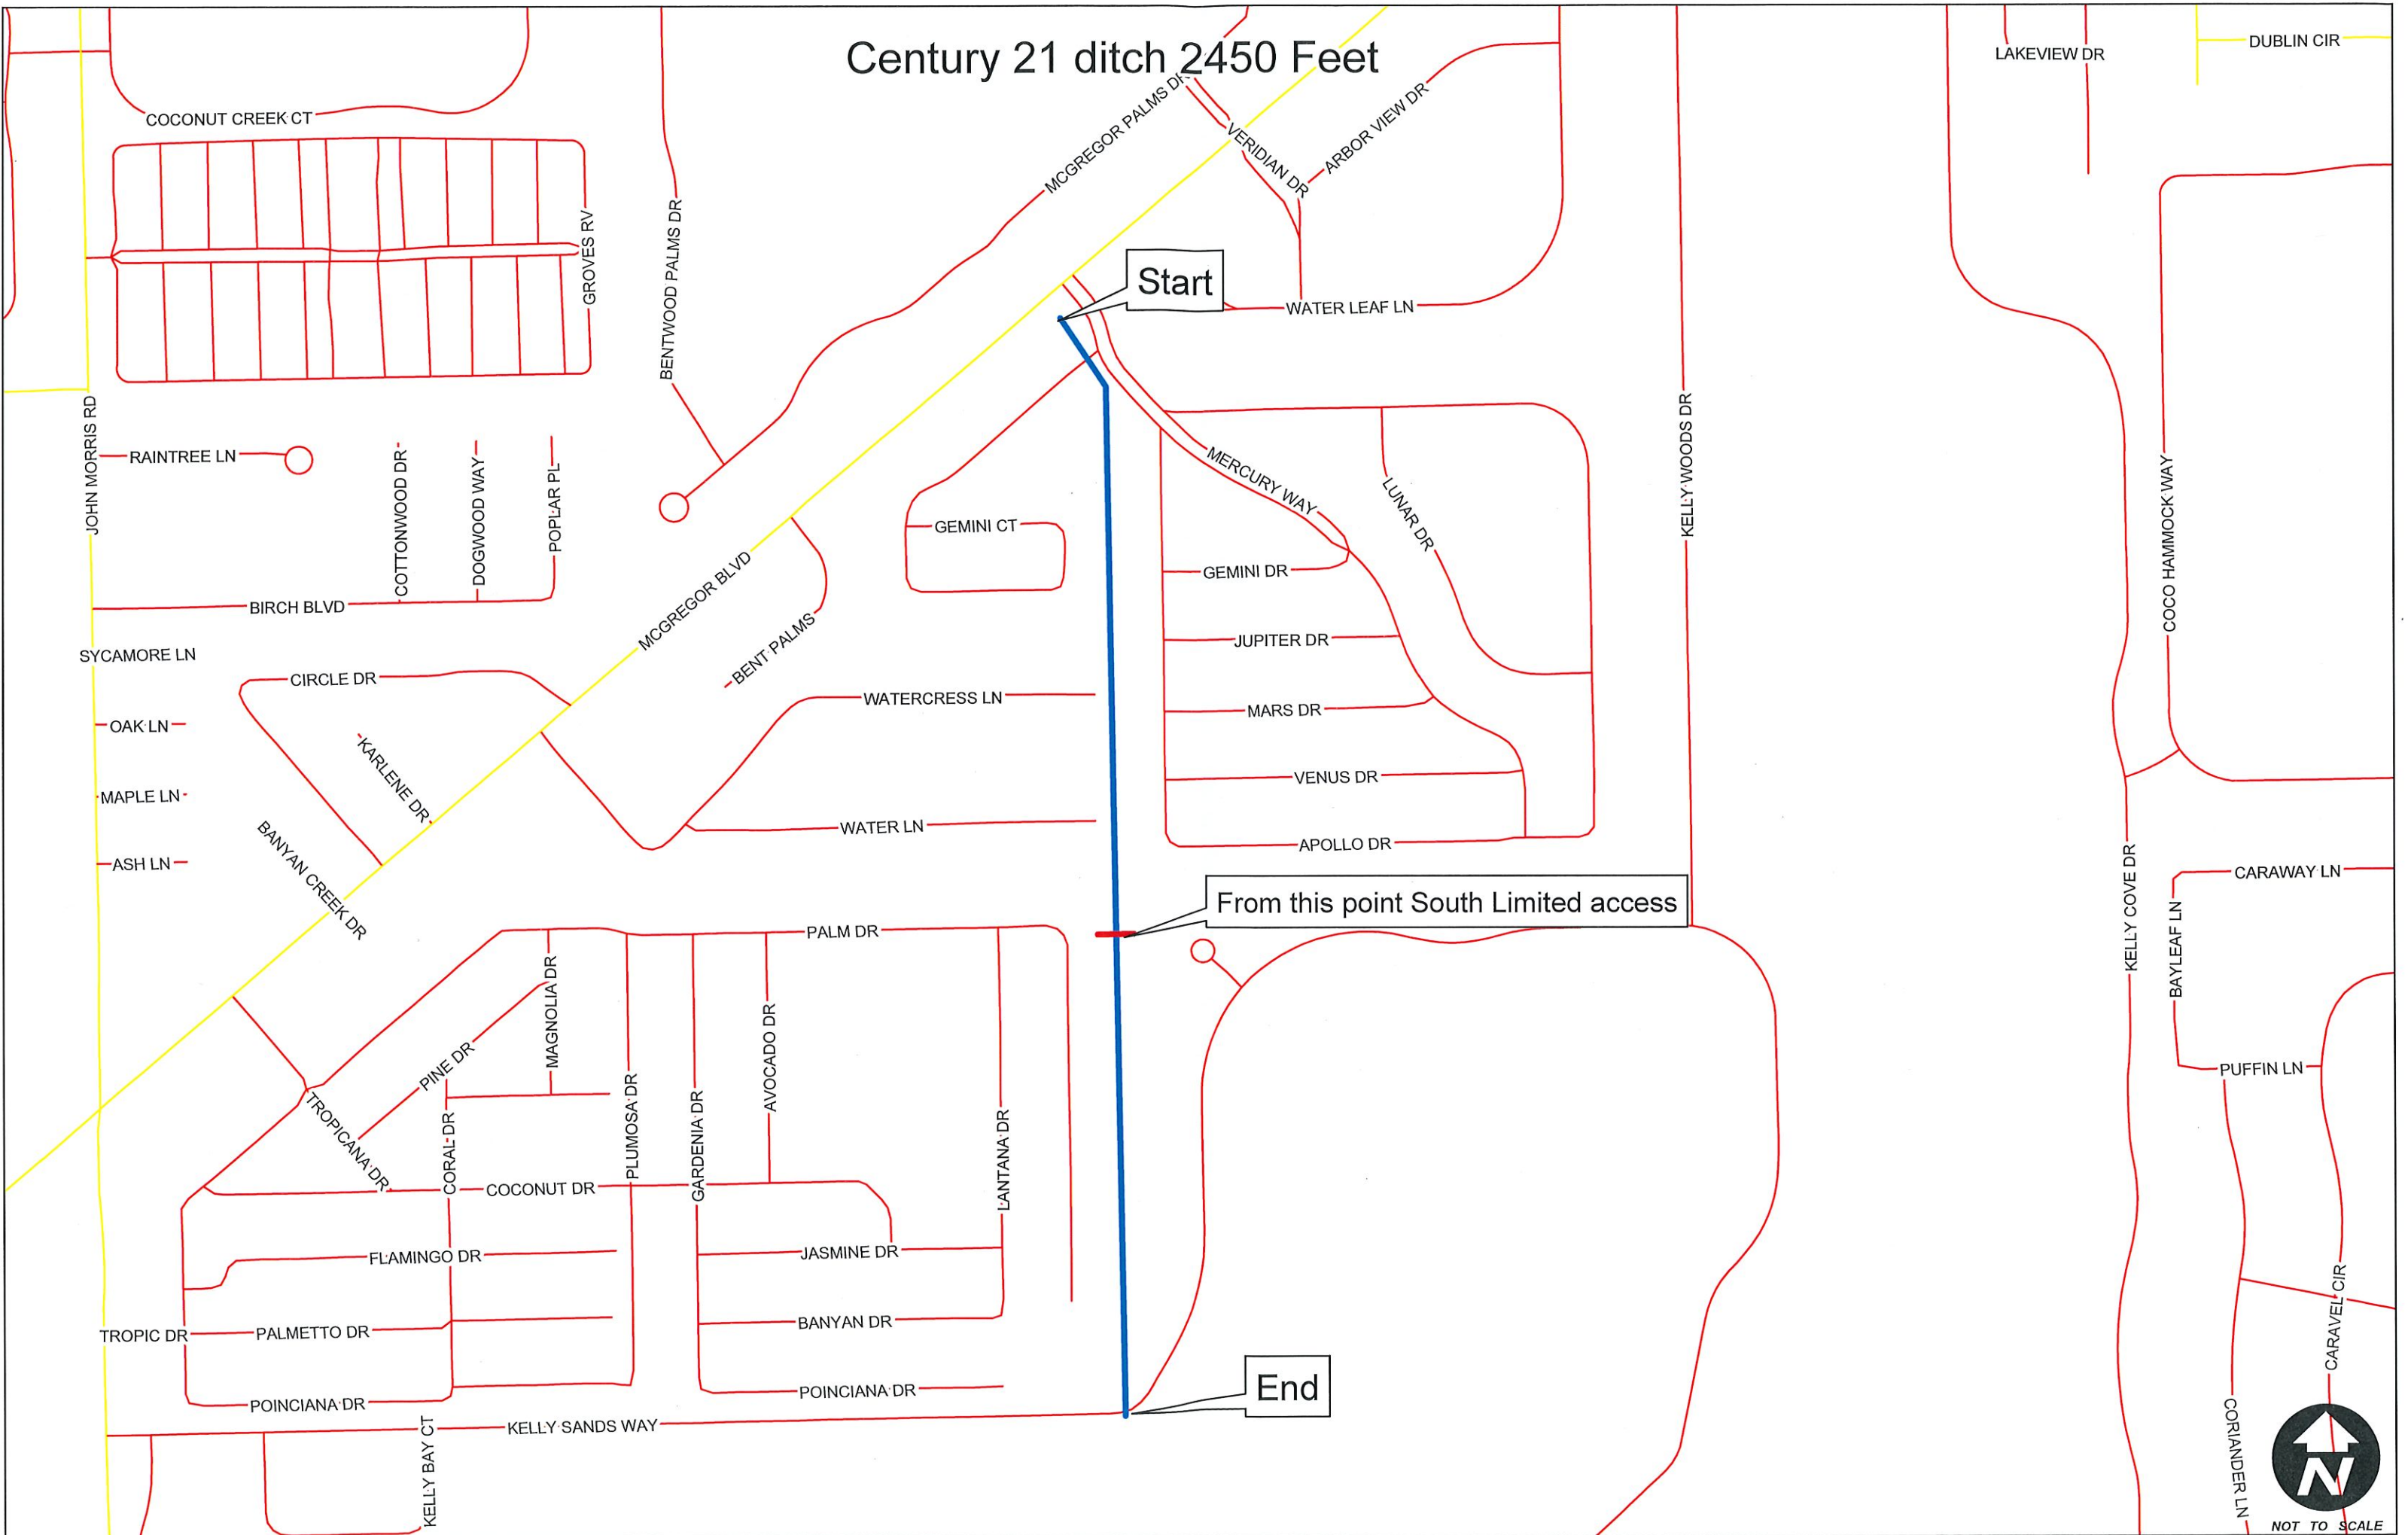 Century 21 ditch 2450 Feet
LAKEVIEW DR
DUBLIN CIR
COCONUT CREEK CT
MCGREGOR PALMS DR
VERIDIAN DR
ARBOR VIEW DR
GROVES RV
BENTWOOD PALMS DR
Start
WATER LEAF LN
JOHN MORRIS RD
RAINTREE LN
COTTONWOOD DR
DOGWOOD WAY
POPLAR PL
MERCURY WAY
LUNAR DR
KELLY WOODS DR
COCO HAMMOCK WAY
GEMINI CT
GEMINI DR
BIRCH BLVD
MCGREGOR BLVD
BENT PALMS
JUPITER DR
SYCAMORE LN
CIRCLE DR
WATERCRESS LN
MARS DR
OAK LN
KARLENE DR
VENUS DR
MAPLE LN
WATER LN
APOLLO DR
BANYAN CREEK DR
ASH LN
KELLY COVE DR
CARAWAY LN
BAYLEAF LN
From this point South Limited access
PALM DR
MAGNOLIA DR
AVOCADO DR
PINE DR
PUFFIN LN
TROPICANA DR
CORAL DR
PLUMOSA DR
GARDENIA DR
LANTANA DR
COCONUT DR
FLAMINGO DR
JASMINE DR
TROPIC DR
PALMETTO DR
BANYAN DR
CARAVEL CIR
POINCIANA DR
POINCIANA DR
End
KELLY SANDS WAY
KELLY BAY CT
CORIANDER LN
N
NOT TO SCALE